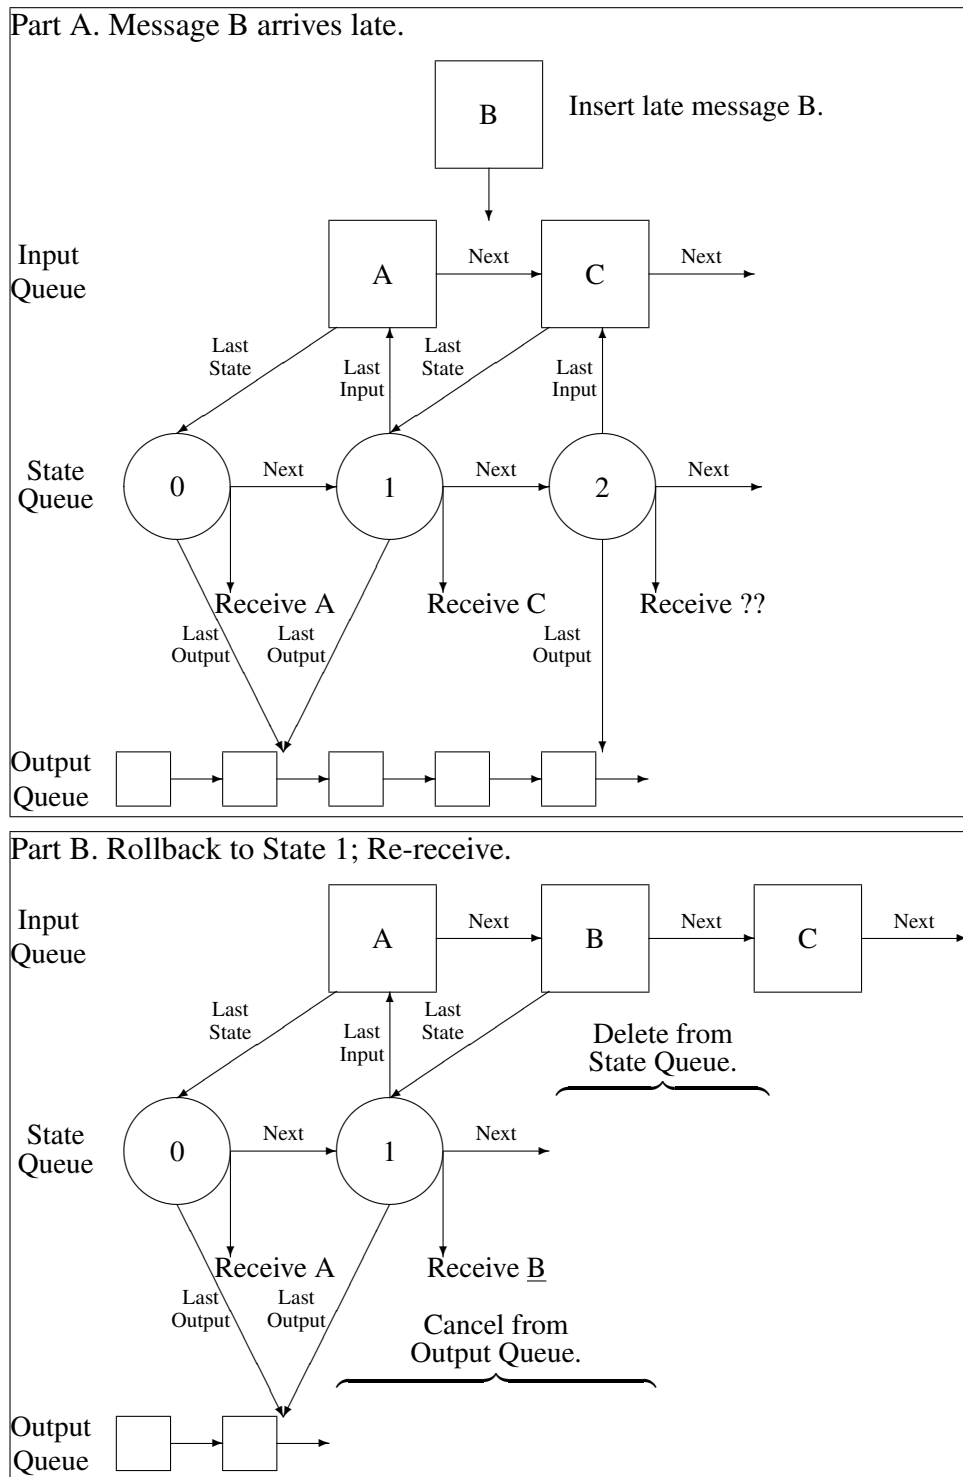 Part A. Message B arrives late.
B
Insert late message B.
Input
Queue
A
Next
C
Next
Last
State
Last
Input
Last
State
Last
Input
State
Queue
0
Next
1
Next
2
Next
Receive A
Receive C
Receive ??
Last
Output
Last
Output
Last
Output
Output
Queue
Part B. Rollback to State 1; Re-receive.
Input
Queue
A
Next
B
Next
C
Next
Last
State
Last
Input
Last
State
Delete from
State Queue.
State
Queue
0
Next
1
Next
Receive A
Receive B
Last
Output
Last
Output
Cancel from
Output Queue.
Output
Queue